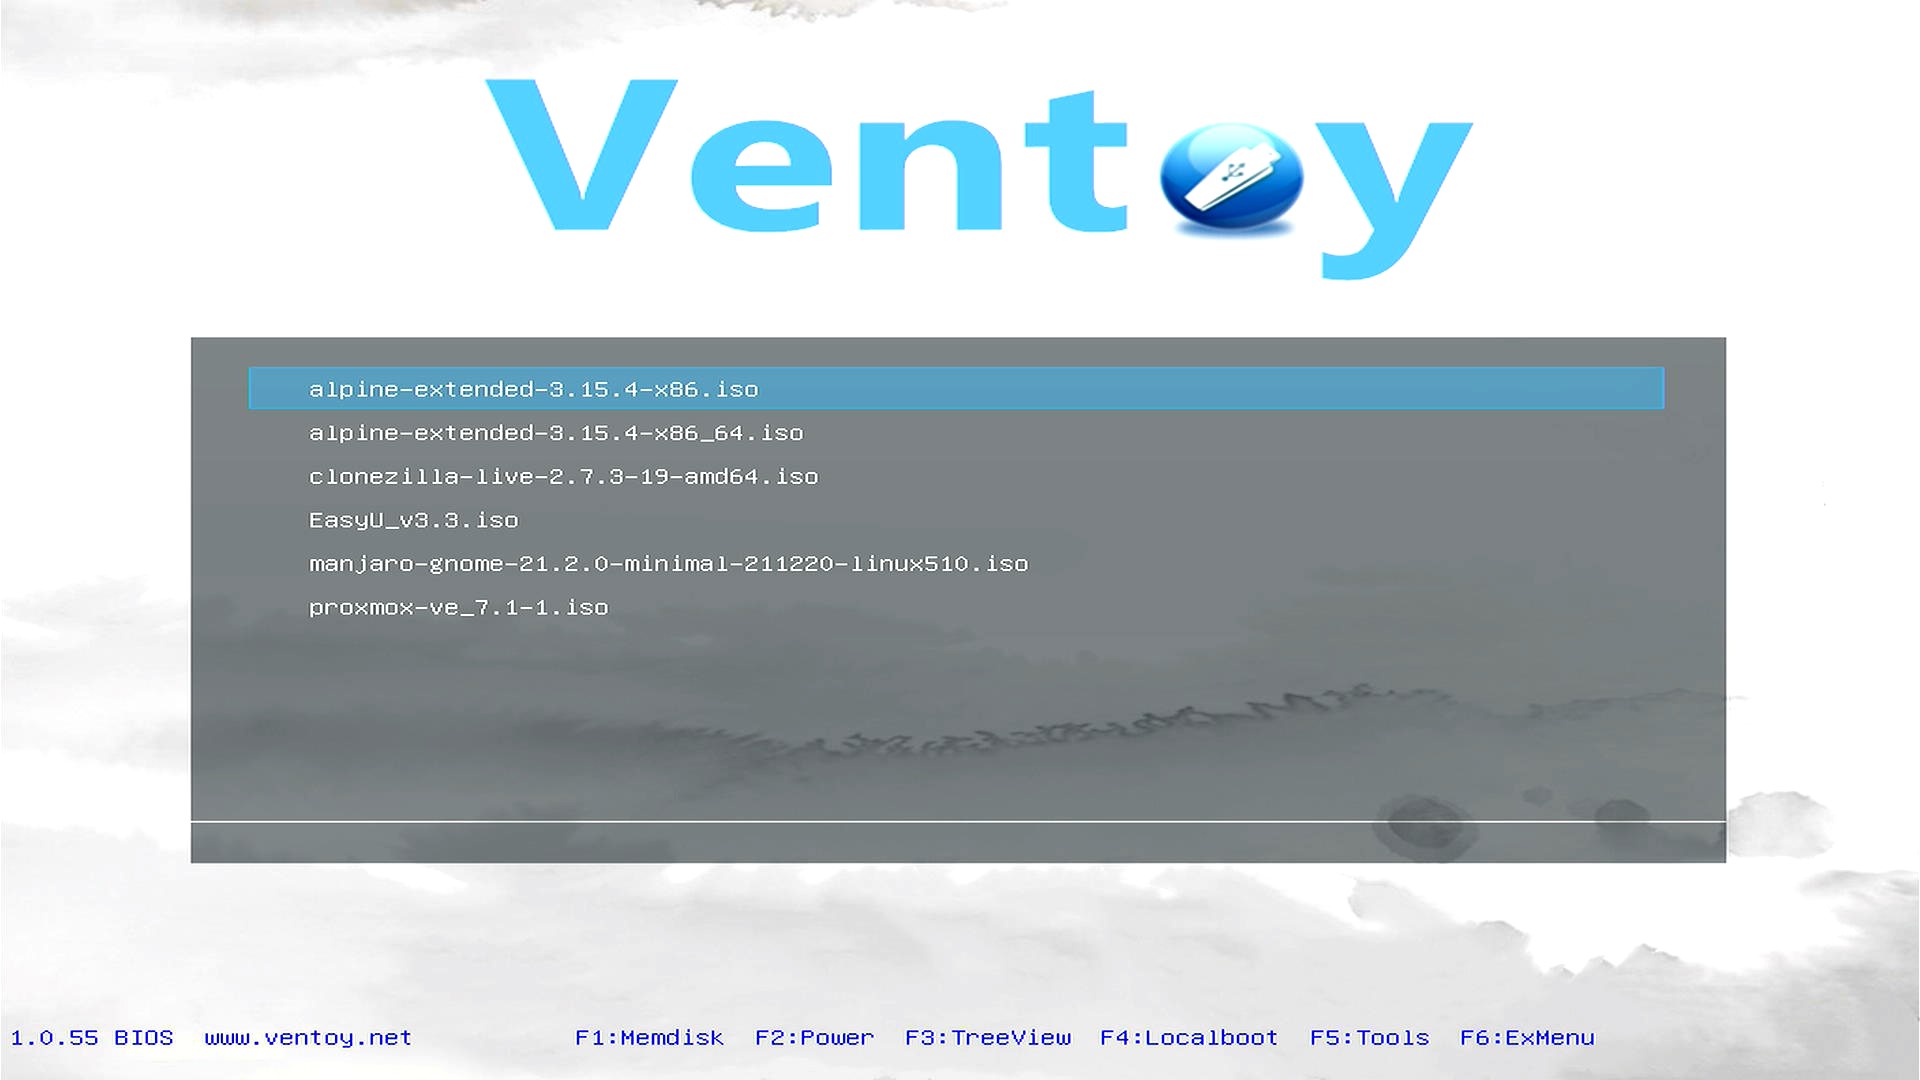 Ventoy
alpine-extended-3.15.4-x86.iso
alpine-extended-3.15.4-x86_64.iso
clonezilla-live-2.7.3-19-amd64.iso
EasyU_v3.3.iso
manjaro-gnome-21.2.0-minimal-211220-linux510.iso
proxmox-ve_7.1-1.iso
1.0.55 BIOS www.ventoy.net F1:Memdisk F2:Power F3:TreeView F4:Localboot F5:Tools F6:ExMenu